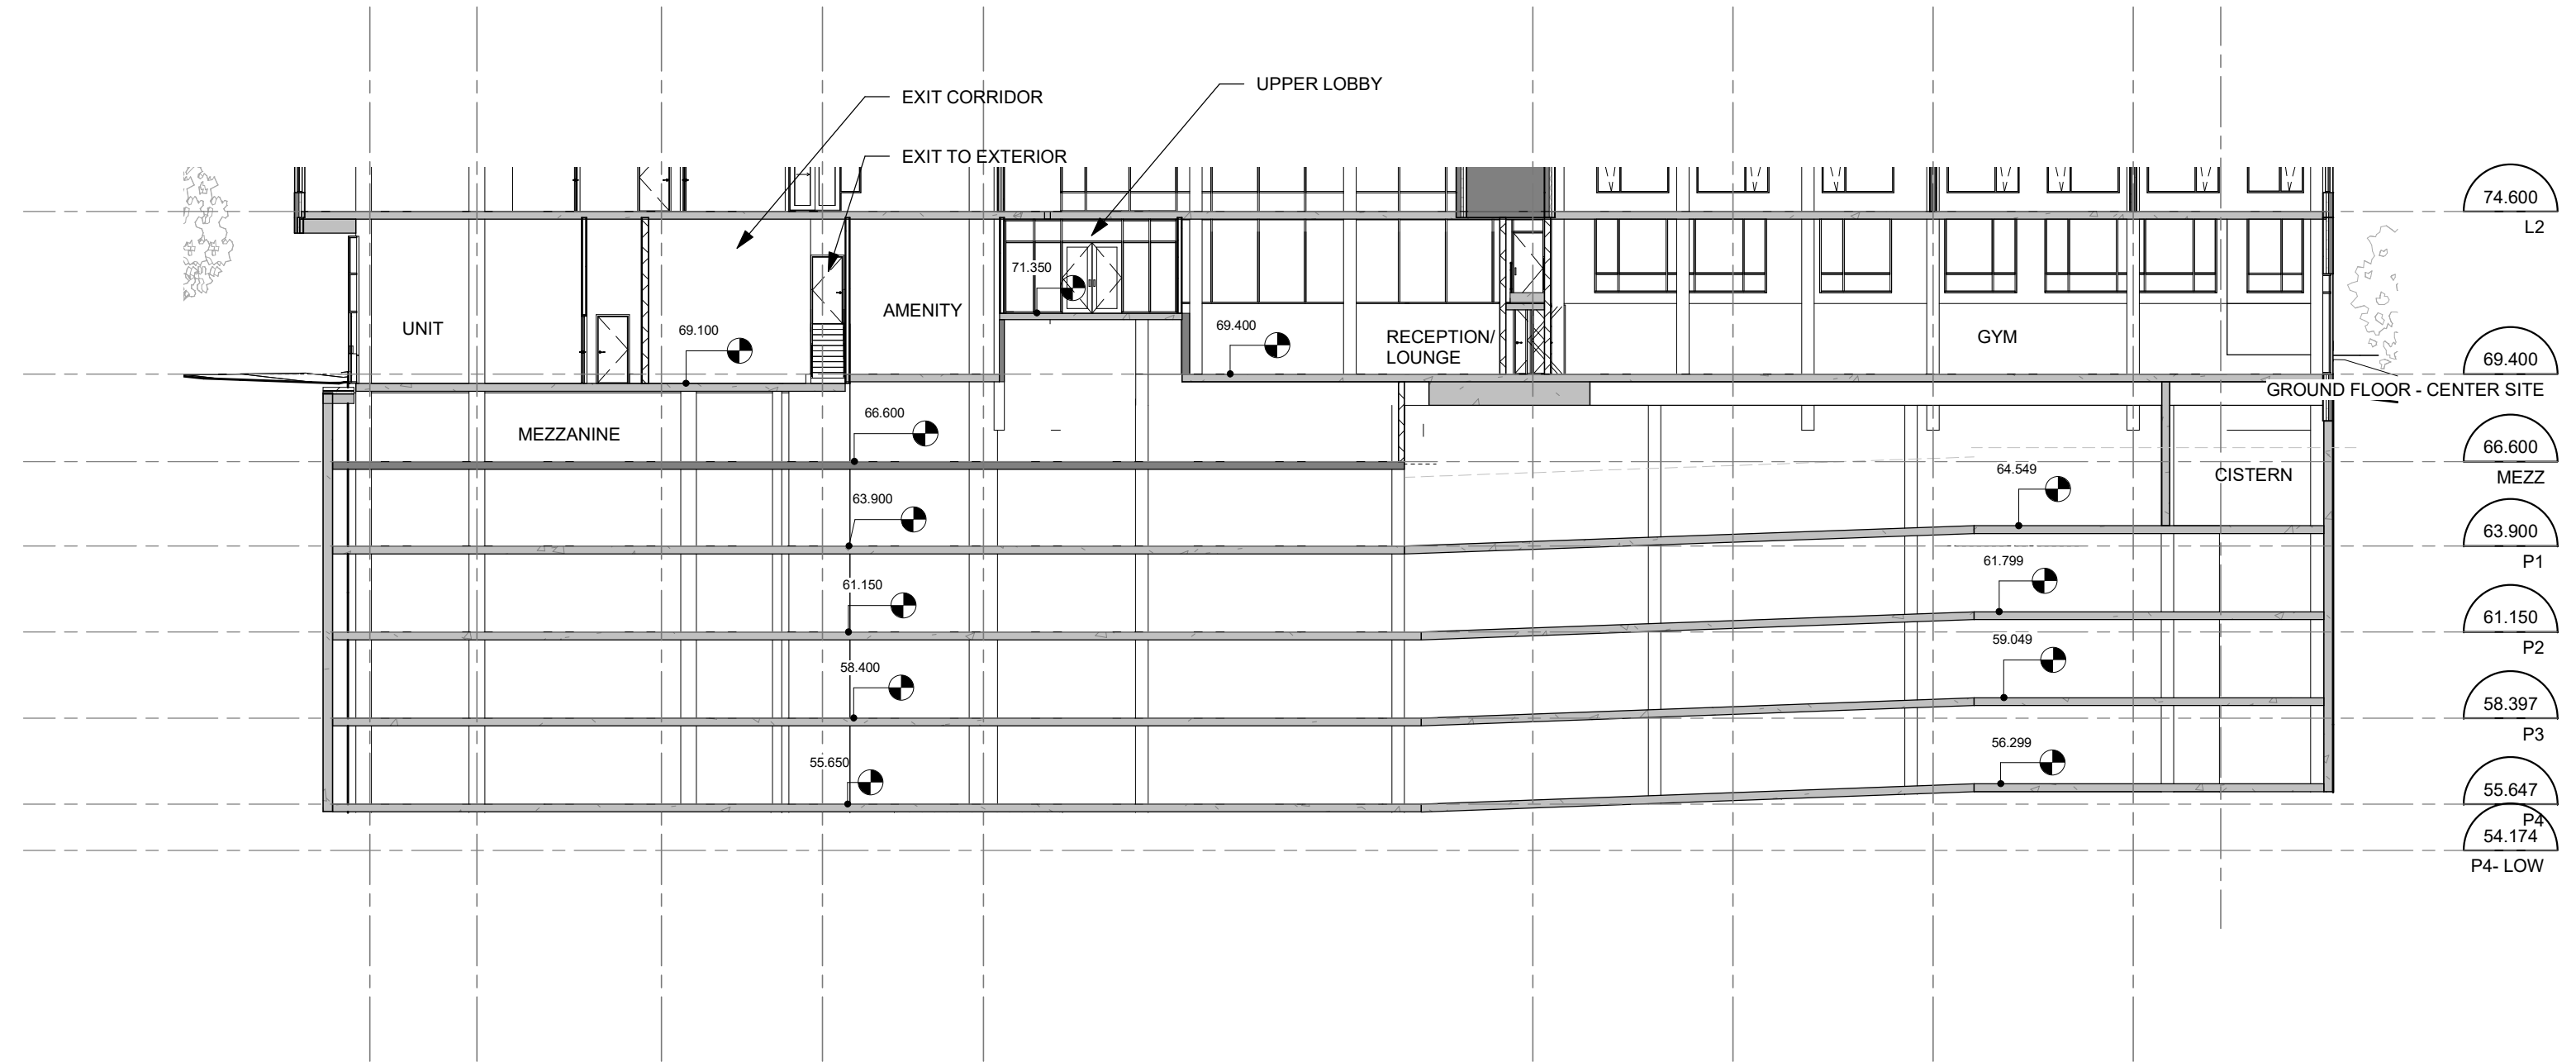 UPPER LOBBY
EXIT CORRIDOR
EXIT TO EXTERIOR
74.600
L2
71.350
AMENITY
UNIT
69.100
69.400
RECEPTION/
LOUNGE
GYM
69.400
GROUND FLOOR - CENTER SITE
66.600
MEZZANINE
66.600
MEZZ
64.549
CISTERN
63.900
63.900
P1
61.799
61.150
61.150
P2
59.049
58.400
58.397
P3
56.299
55.650
55.647
P4
54.174
P4- LOW